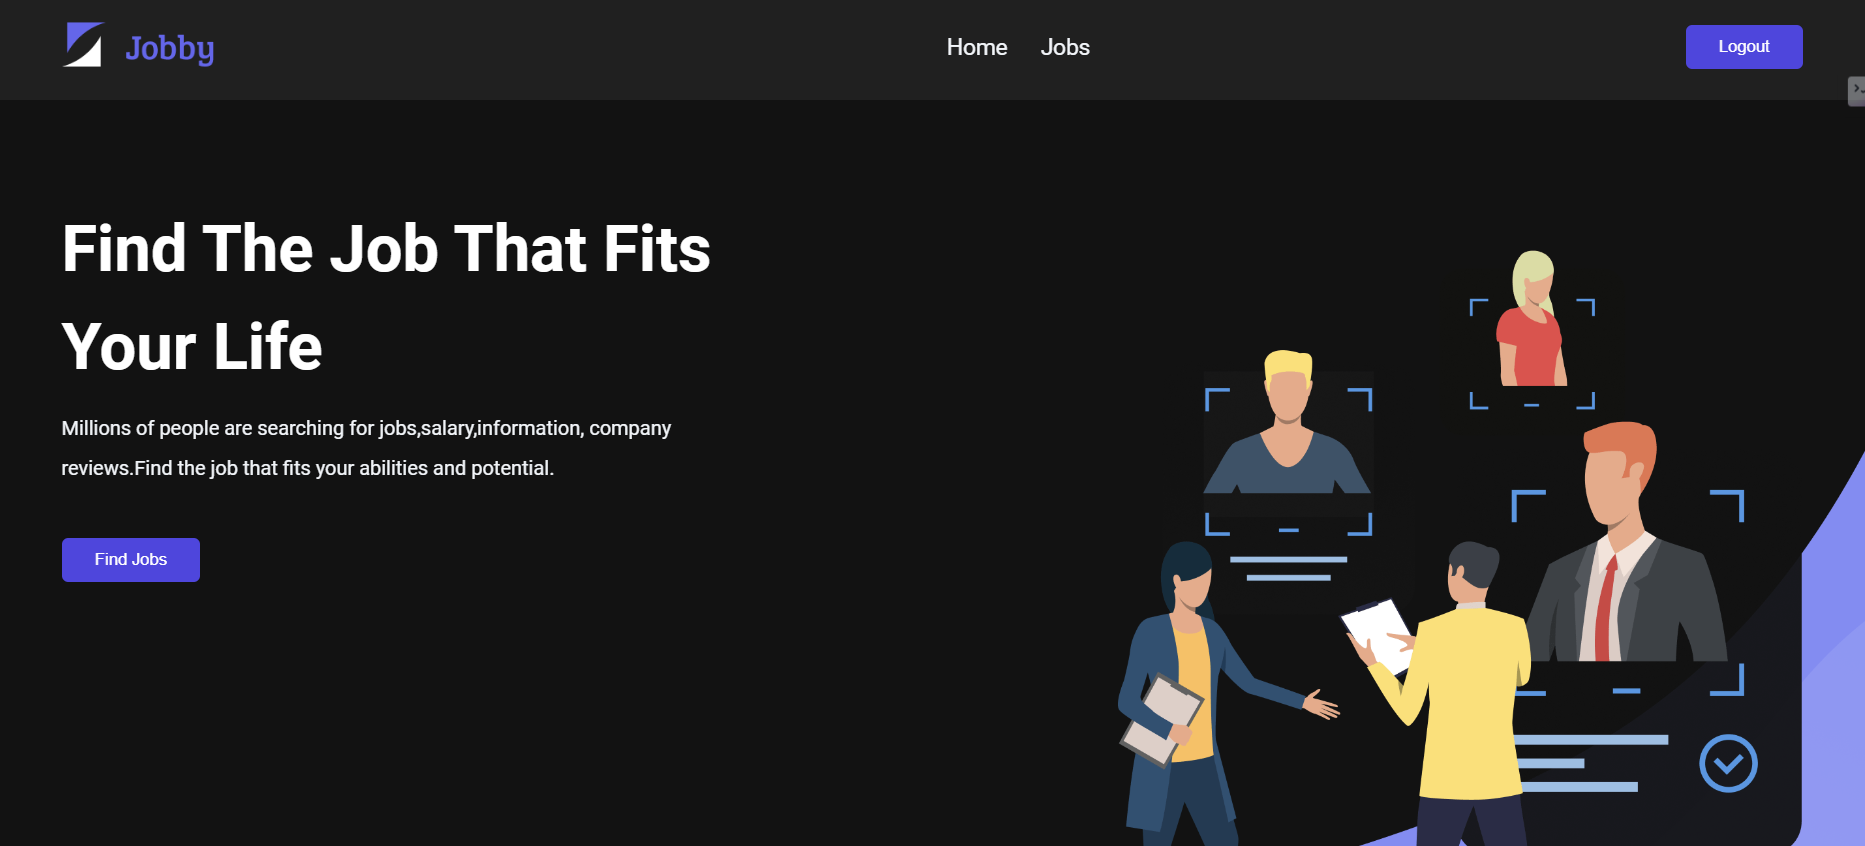 Jobby
Home
Jobs
Logout
Find The Job That Fits
Your Life
Millions of people are searching for jobs,salary,information, company
reviews.Find the job that fits your abilities and potential.
Find Jobs